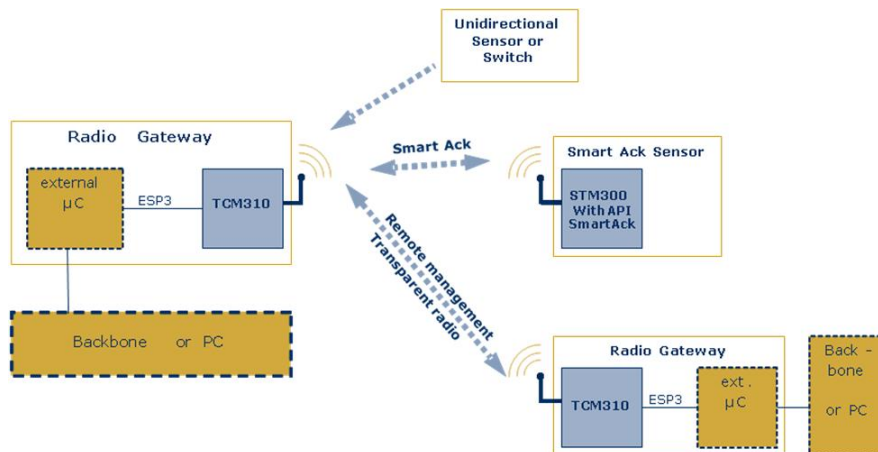 Unidirectional
Sensor or
Switch
Radio Gateway
external
µC
ESP3
TCM310
Smart Ack
Smart Ack Sensor
STM300
With API
SmartAck
Remote management
Transparent radio
Backbone or PC
Radio Gateway
TCM310
ESP3
ext.
µC
Back -
bone
or PC